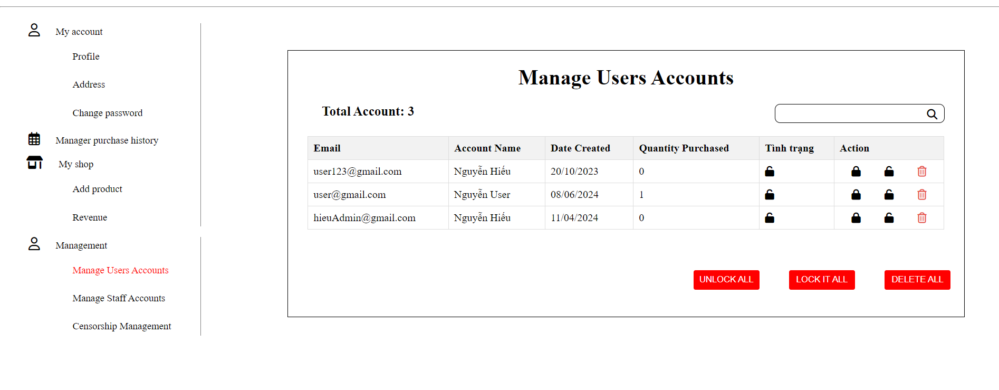 My account
Profile
Address
Change password
Manager purchase history
My shop
Add product
Revenue
Management
Manage Users Accounts
Manage Staff Accounts
Censorship Management
Manage Users Accounts
Total Account: 3
Email Account Name Date Created Quantity Purchased Tình trạng Action
user123@gmail.com Nguyễn Hiếu 20/10/2023 0
user@gmail.com Nguyễn User 08/06/2024 1
hieuAdmin@gmail.com Nguyễn Hiếu 11/04/2024 0
UNLOCK ALL LOCK IT ALL DELETE ALL